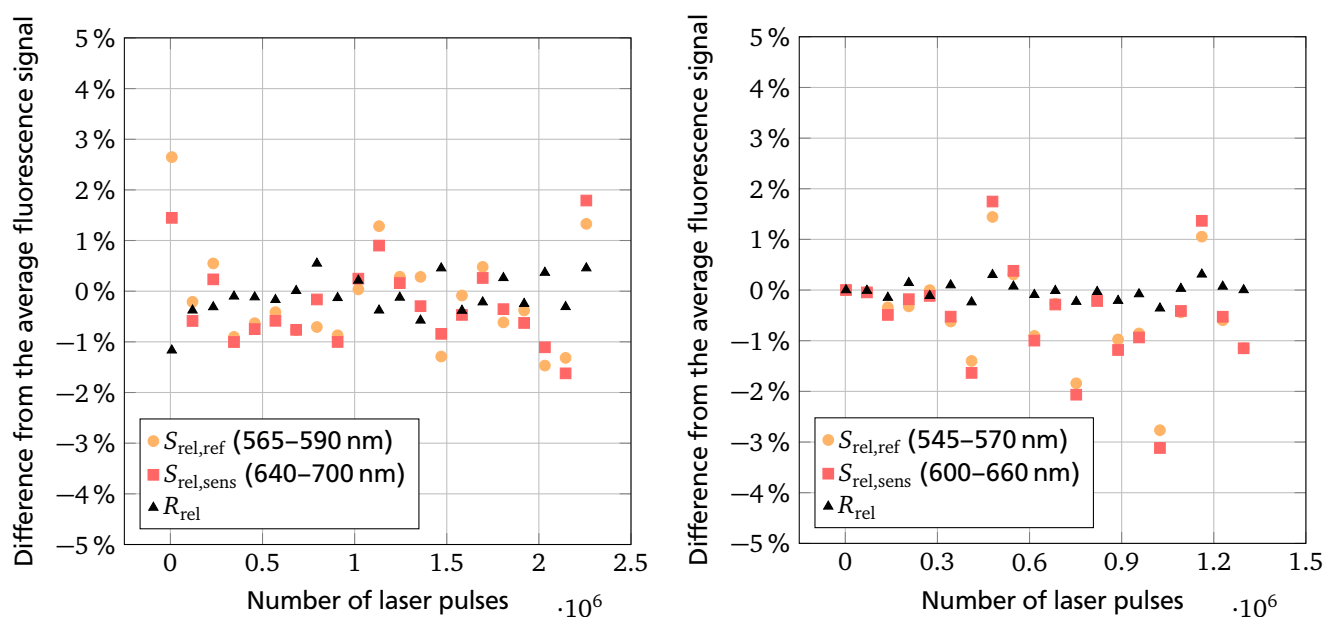 Difference from the average fluorescence signal
5 %
4 %
3 %
2 %
1 %
0 %
−1 %
−2 %
−3 %
−4 %
−5 %
S_rel,ref (565–590 nm)
S_rel,sens (640–700 nm)
R_rel
0 0.5 1 1.5 2 2.5
Number of laser pulses ·10^6
Difference from the average fluorescence signal
5 %
4 %
3 %
2 %
1 %
0 %
−1 %
−2 %
−3 %
−4 %
−5 %
S_rel,ref (545–570 nm)
S_rel,sens (600–660 nm)
R_rel
0 0.3 0.6 0.9 1.2 1.5
Number of laser pulses ·10^6